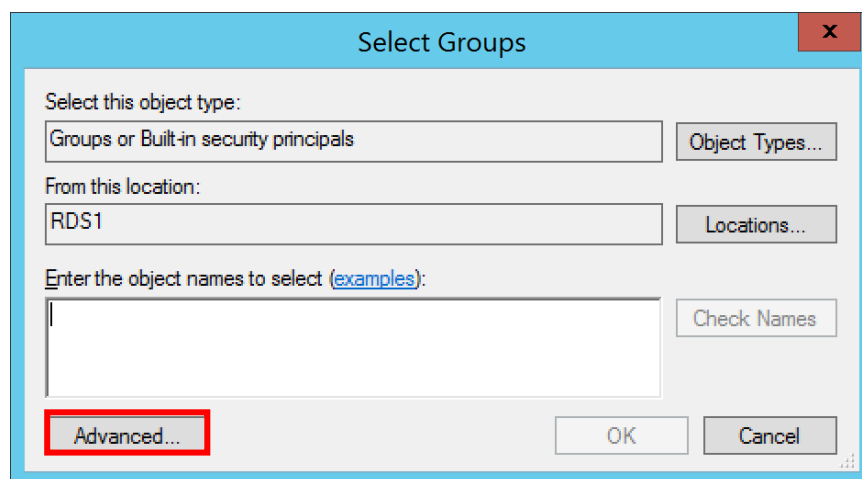 Select Groups
x
Select this object type:
Groups or Built-in security principals
Object Types...
From this location:
RDS1
Locations...
Enter the object names to select (examples):
Check Names
Advanced...
OK
Cancel